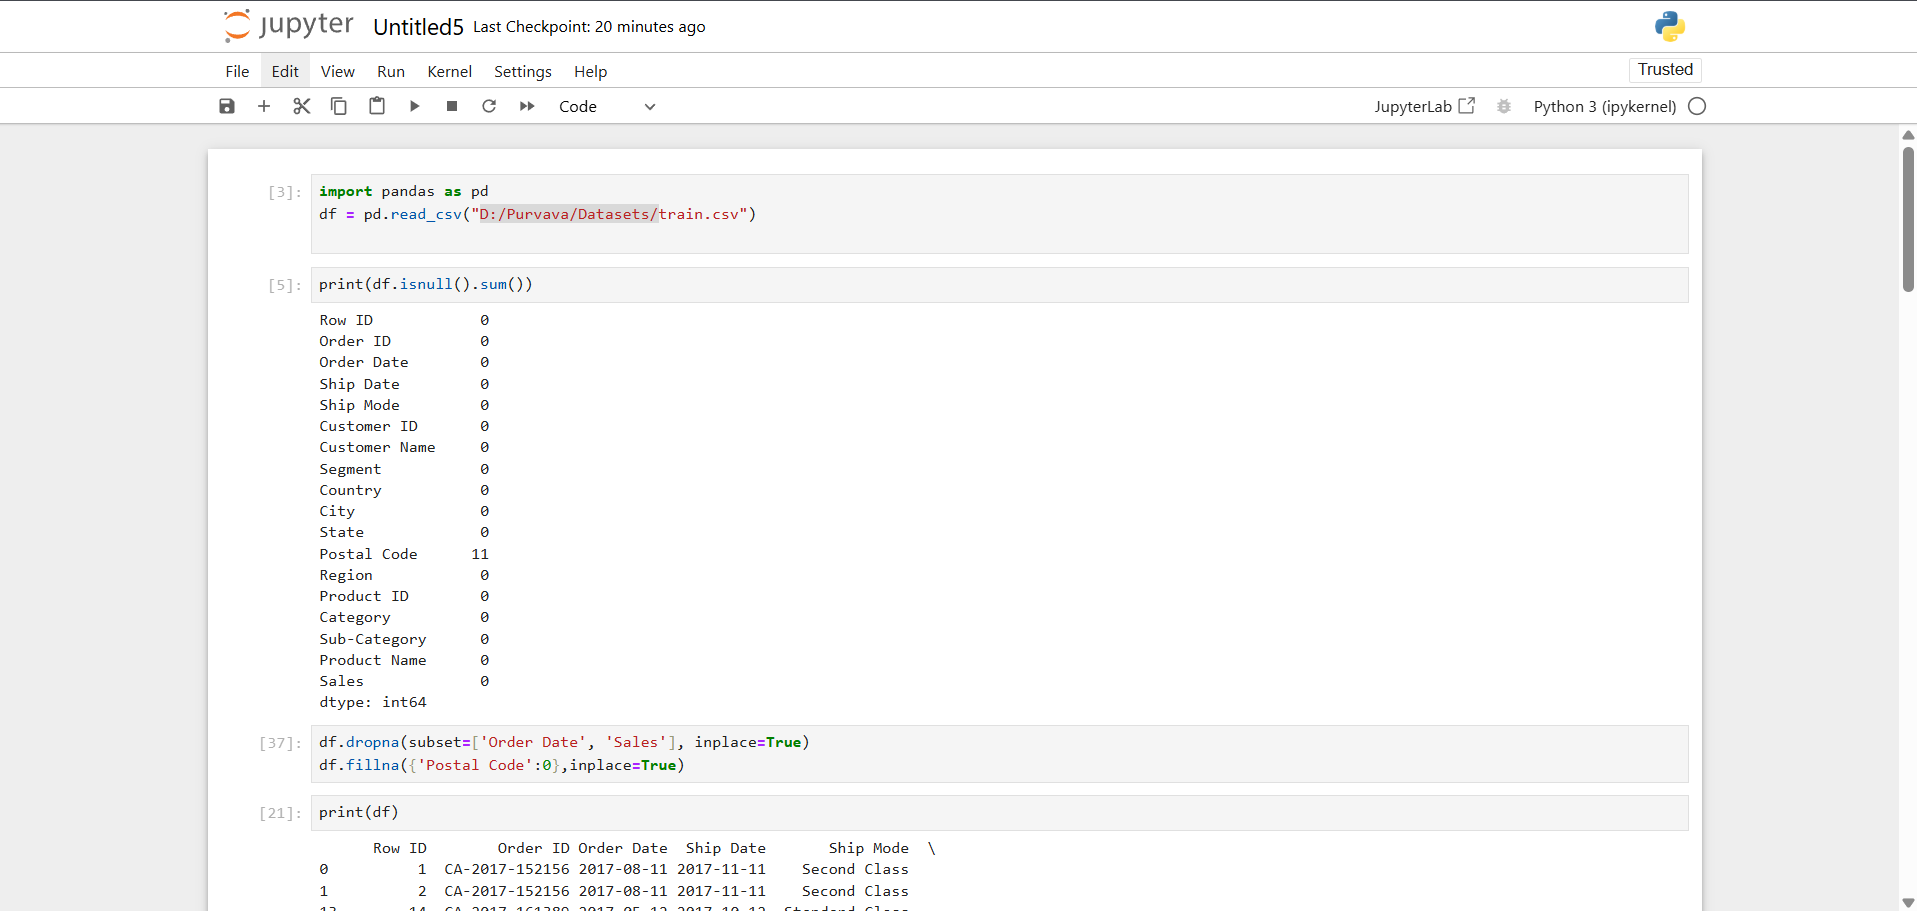 jupyter Untitled5 Last Checkpoint: 20 minutes ago
File Edit View Run Kernel Settings Help Trusted
Code JupyterLab Python 3 (ipykernel)
[3]: import pandas as pd
df = pd.read_csv("D:/Purvava/Datasets/train.csv")
[5]: print(df.isnull().sum())
Row ID 0
Order ID 0
Order Date 0
Ship Date 0
Ship Mode 0
Customer ID 0
Customer Name 0
Segment 0
Country 0
City 0
State 0
Postal Code 11
Region 0
Product ID 0
Category 0
Sub-Category 0
Product Name 0
Sales 0
dtype: int64
[37]: df.dropna(subset=['Order Date', 'Sales'], inplace=True)
df.fillna({'Postal Code':0},inplace=True)
[21]: print(df)
Row ID Order ID Order Date Ship Date Ship Mode \
0 1 CA-2017-152156 2017-08-11 2017-11-11 Second Class
1 2 CA-2017-152156 2017-08-11 2017-11-11 Second Class